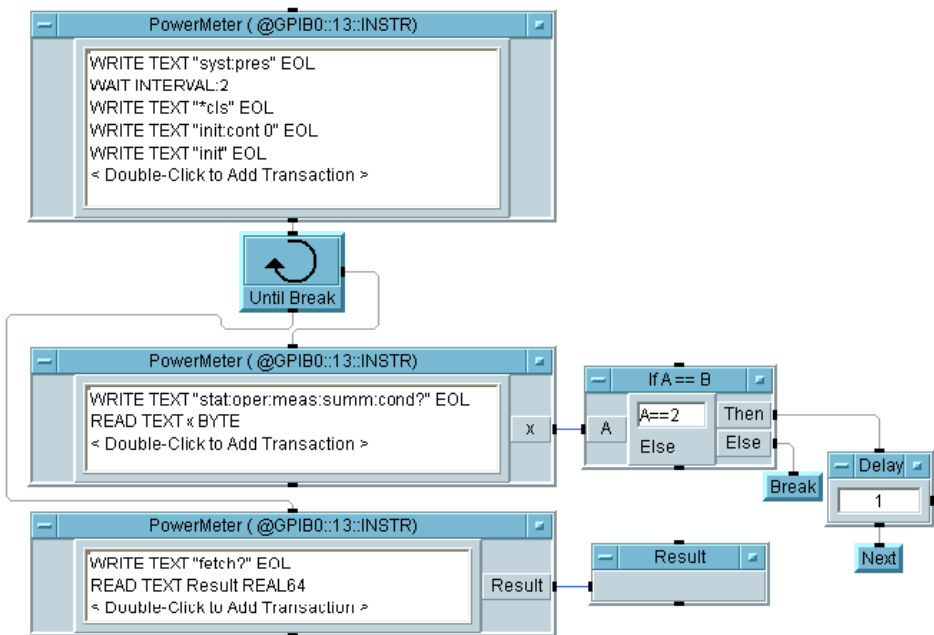 PowerMeter ( @GPIB0::13::INSTR)
WRITE TEXT "syst:pres" EOL
WAIT INTERVAL:2
WRITE TEXT "*cls" EOL
WRITE TEXT "init:cont 0" EOL
WRITE TEXT "init" EOL
< Double-Click to Add Transaction >
Until Break
PowerMeter ( @GPIB0::13::INSTR)
WRITE TEXT "stat:oper:meas:summ:cond?" EOL
READ TEXT x BYTE
< Double-Click to Add Transaction >
x
If A == B
A
A==2
Else
Then
Else
Break
Delay
1
Next
PowerMeter ( @GPIB0::13::INSTR)
WRITE TEXT "fetch?" EOL
READ TEXT Result REAL64
< Double-Click to Add Transaction >
Result
Result